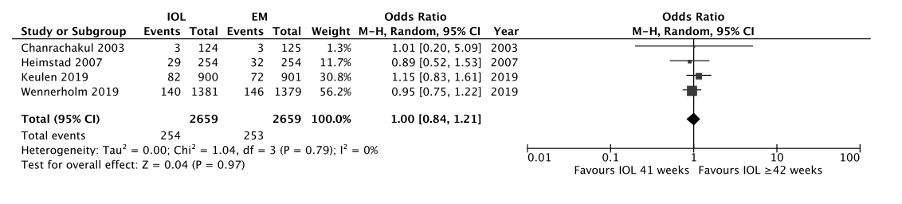 IOL EM Odds Ratio Odds Ratio
Study or Subgroup Events Total Events Total Weight M-H, Random, 95% CI Year M-H, Random, 95% CI
Chanrachakul 2003 3 124 3 125 1.3% 1.01 [0.20, 5.09] 2003
Heimstad 2007 29 254 32 254 11.7% 0.89 [0.52, 1.53] 2007
Keulen 2019 82 900 72 901 30.8% 1.15 [0.83, 1.61] 2019
Wennerholm 2019 140 1381 146 1379 56.2% 0.95 [0.75, 1.22] 2019
Total (95% CI) 2659 2659 100.0% 1.00 [0.84, 1.21]
Total events 254 253
Heterogeneity: Tau² = 0.00; Chi² = 1.04, df = 3 (P = 0.79); I² = 0%
Test for overall effect: Z = 0.04 (P = 0.97)
0.01 0.1 1 10 100
Favours IOL 41 weeks Favours IOL ≥42 weeks